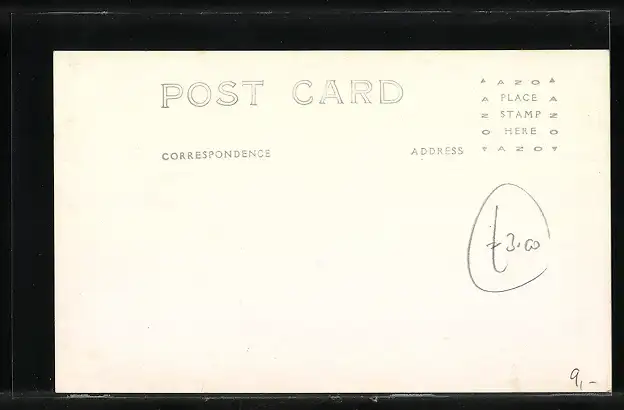 POST CARD
▲ A Z O ▲
A PLACE A
Z STAMP Z
O HERE O
▼ A Z O ▼
CORRESPONDENCE
ADDRESS
£3.00
9,-